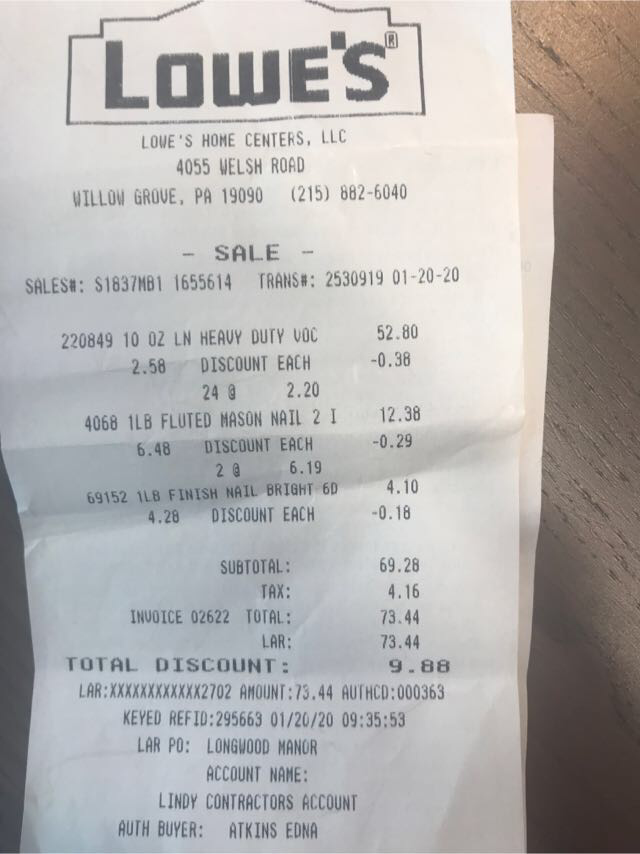 LOWE'S®
LOWE'S HOME CENTERS, LLC
4055 WELSH ROAD
WILLOW GROVE, PA 19090 (215) 882-6040
- SALE -
SALES#: S1837MB1 1655614 TRANS#: 2530919 01-20-20
220849 10 OZ LN HEAVY DUTY VOC 52.80
2.58 DISCOUNT EACH -0.38
24 @ 2.20
4068 1LB FLUTED MASON NAIL 2 I 12.38
6.48 DISCOUNT EACH -0.29
2 @ 6.19
69152 1LB FINISH NAIL BRIGHT 6D 4.10
4.28 DISCOUNT EACH -0.18
SUBTOTAL: 69.28
TAX: 4.16
INVOICE 02622 TOTAL: 73.44
LAR: 73.44
TOTAL DISCOUNT: 9.88
LAR:XXXXXXXXXXXX2702 AMOUNT:73.44 AUTHCD:000363
KEYED REFID:295663 01/20/20 09:35:53
LAR PO: LONGWOOD MANOR
ACCOUNT NAME:
LINDY CONTRACTORS ACCOUNT
AUTH BUYER: ATKINS EDNA